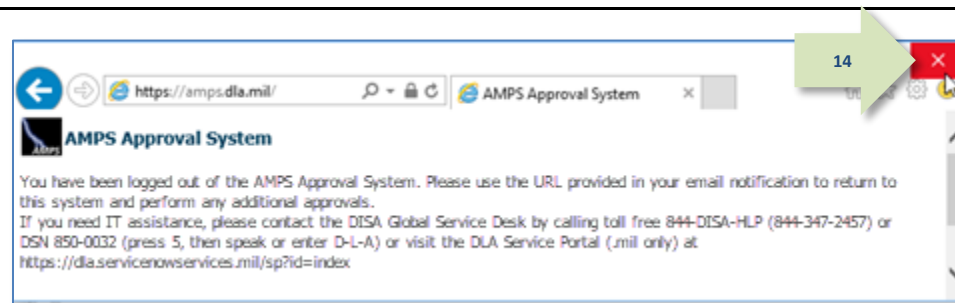 14
https://amps.dla.mil/
AMPS Approval System
AMPS
AMPS Approval System
You have been logged out of the AMPS Approval System. Please use the URL provided in your email notification to return to
this system and perform any additional approvals.
If you need IT assistance, please contact the DISA Global Service Desk by calling toll free 844-DISA-HLP (844-347-2457) or
DSN 850-0032 (press 5, then speak or enter D-L-A) or visit the DLA Service Portal (.mil only) at
https://dla.servicenowservices.mil/sp?id=index